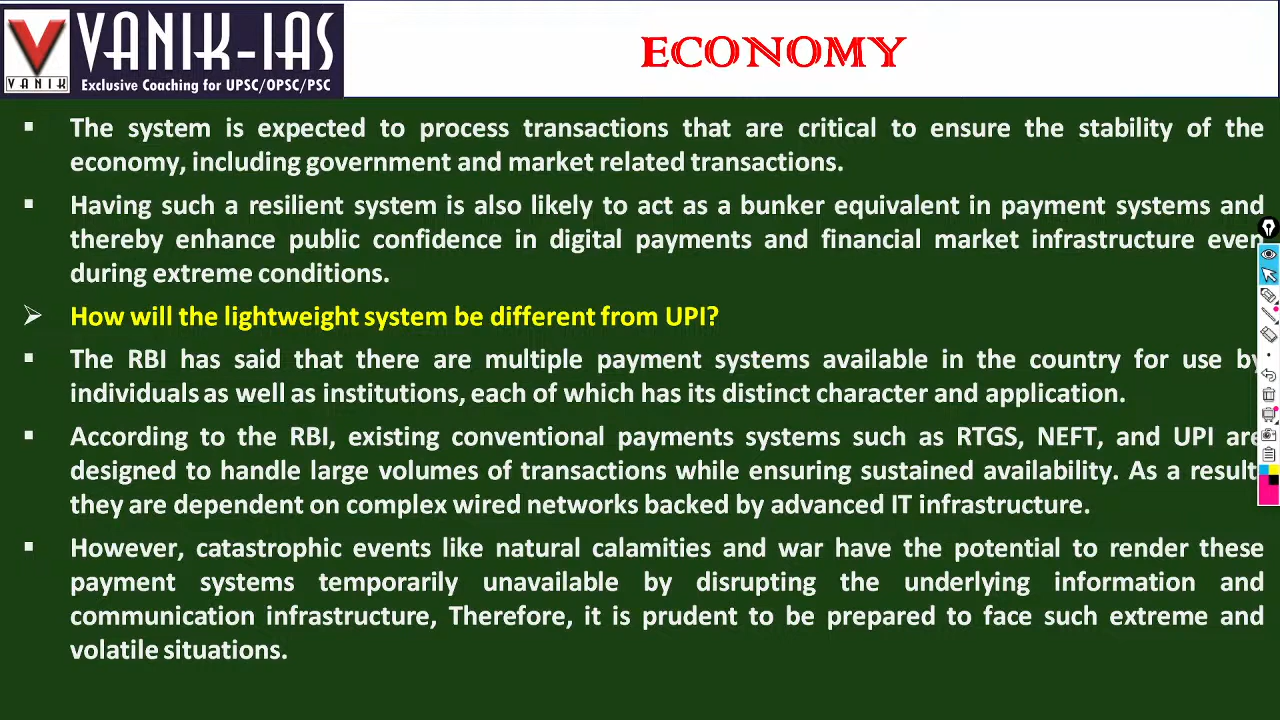 VANIK-IAS
VANIK
Exclusive Coaching for UPSC/OPSC/PSC
ECONOMY
▪ The system is expected to process transactions that are critical to ensure the stability of the
economy, including government and market related transactions.
▪ Having such a resilient system is also likely to act as a bunker equivalent in payment systems and
thereby enhance public confidence in digital payments and financial market infrastructure even
during extreme conditions.
➢ How will the lightweight system be different from UPI?
▪ The RBI has said that there are multiple payment systems available in the country for use by
individuals as well as institutions, each of which has its distinct character and application.
▪ According to the RBI, existing conventional payments systems such as RTGS, NEFT, and UPI are
designed to handle large volumes of transactions while ensuring sustained availability. As a result,
they are dependent on complex wired networks backed by advanced IT infrastructure.
▪ However, catastrophic events like natural calamities and war have the potential to render these
payment systems temporarily unavailable by disrupting the underlying information and
communication infrastructure, Therefore, it is prudent to be prepared to face such extreme and
volatile situations.